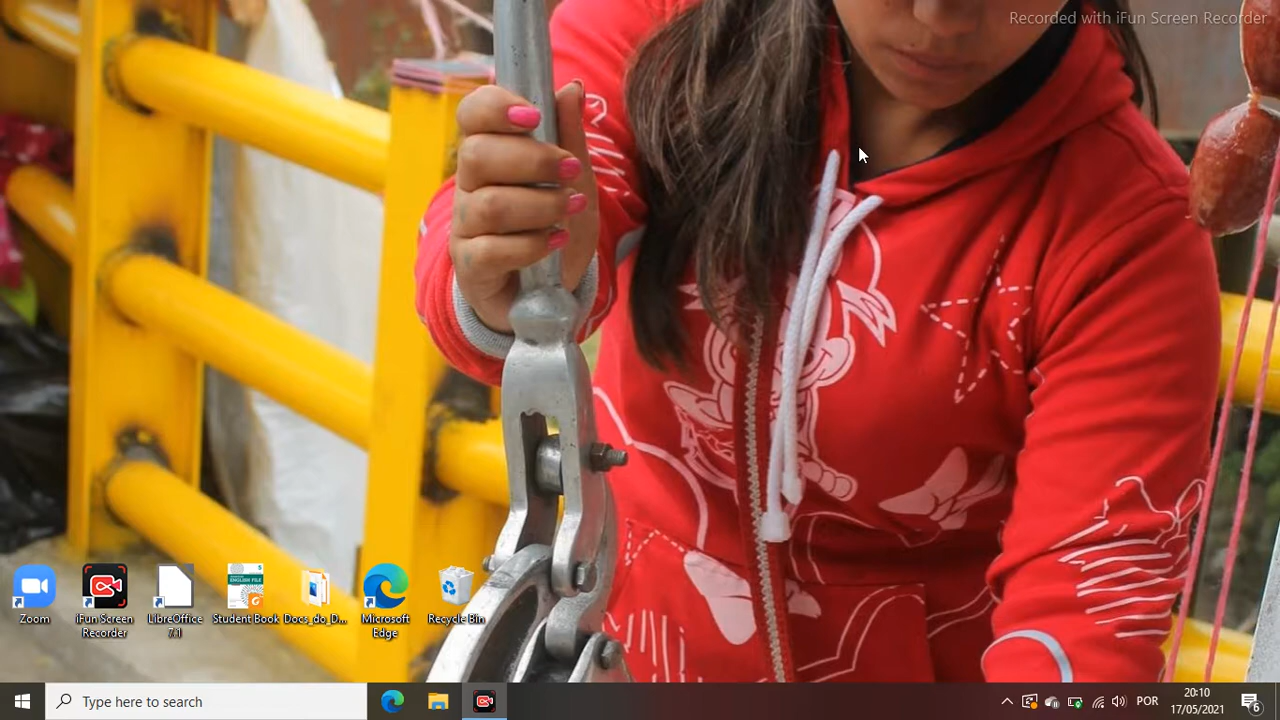 Recorded with iFun Screen Recorder
Zoom
iFun Screen
Recorder
LibreOffice
7.1
Student Book
Docs_do_D...
Microsoft
Edge
Recycle Bin
Type here to search
POR
20:10
17/05/2021
6